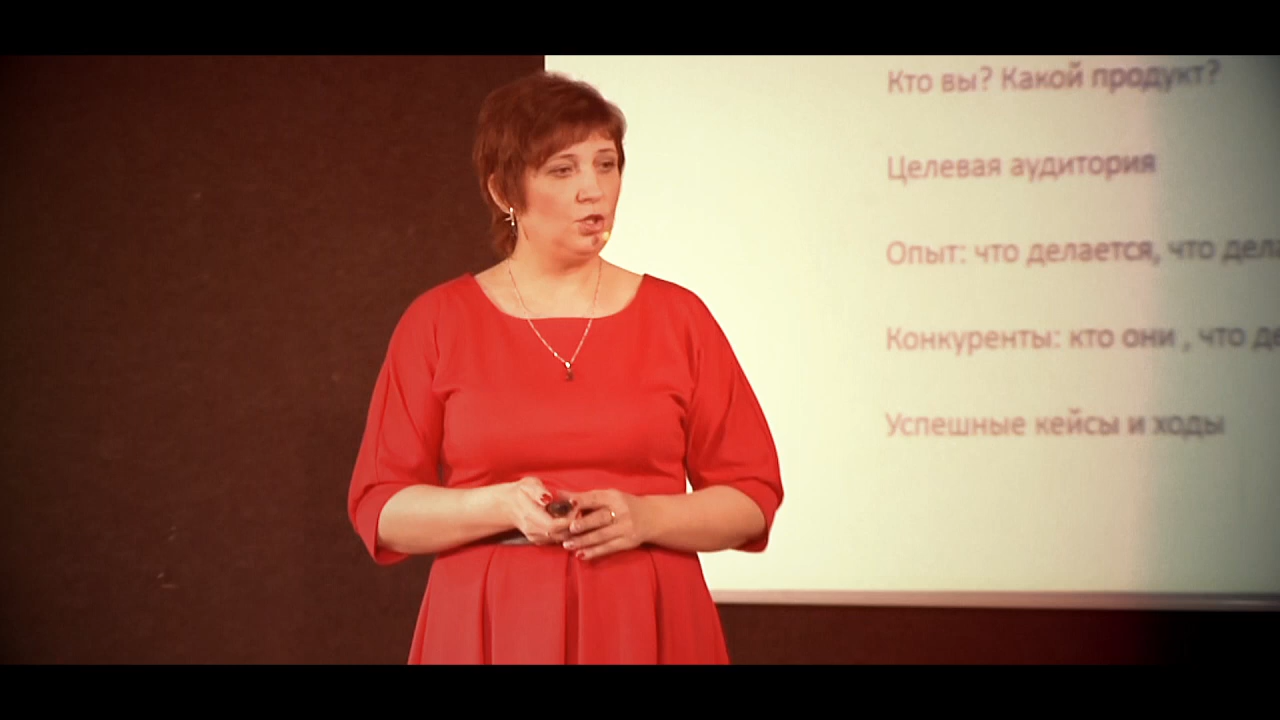 Кто вы? Какой продукт?
Целевая аудитория
Опыт: что делается, что
Конкуренты: кто они , что
Успешные кейсы и ходы